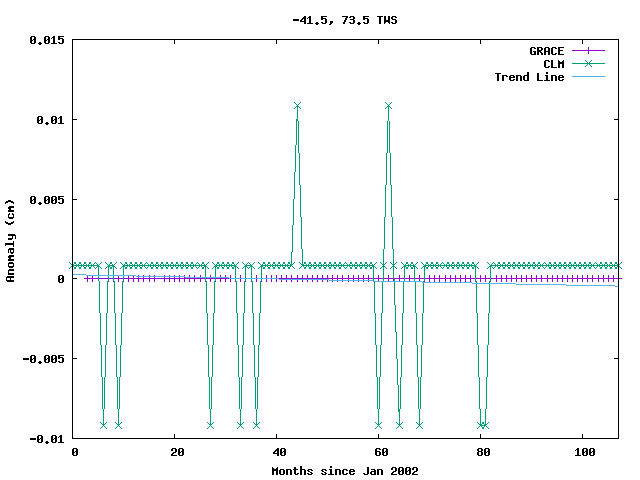 -41.5, 73.5 TWS
GRACE
CLM
Trend Line
0.015
0.01
0.005
0
-0.005
-0.01
Anomaly (cm)
0 20 40 60 80 100
Months since Jan 2002